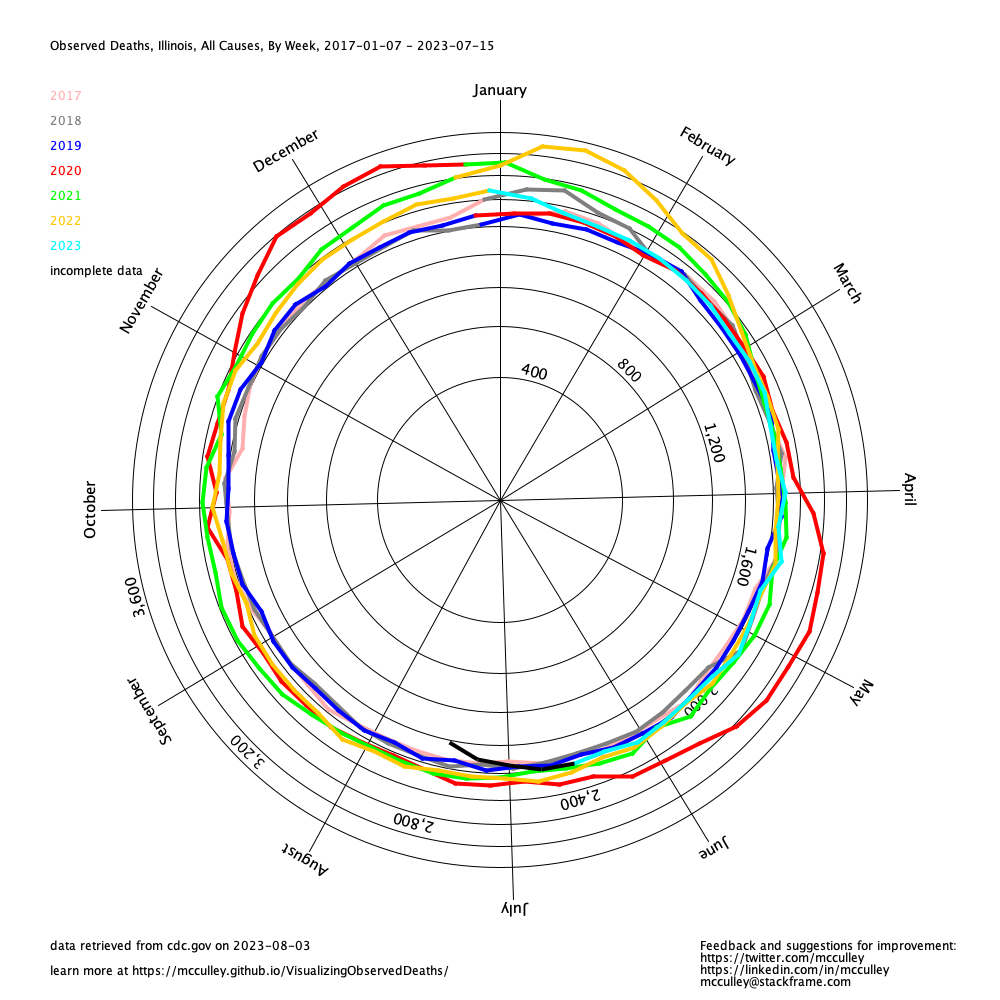 Observed Deaths, Illinois, All Causes, By Week, 2017-01-07 - 2023-07-15
2017
2018
2019
2020
2021
2022
2023
incomplete data
January
February
March
April
May
June
July
August
September
October
November
December
400
800
1,200
1,600
2,000
2,400
2,800
3,200
3,600
data retrieved from cdc.gov on 2023-08-03
learn more at https://mcculley.github.io/VisualizingObservedDeaths/
Feedback and suggestions for improvement:
https://twitter.com/mcculley
https://linkedin.com/in/mcculley
mcculley@stackframe.com